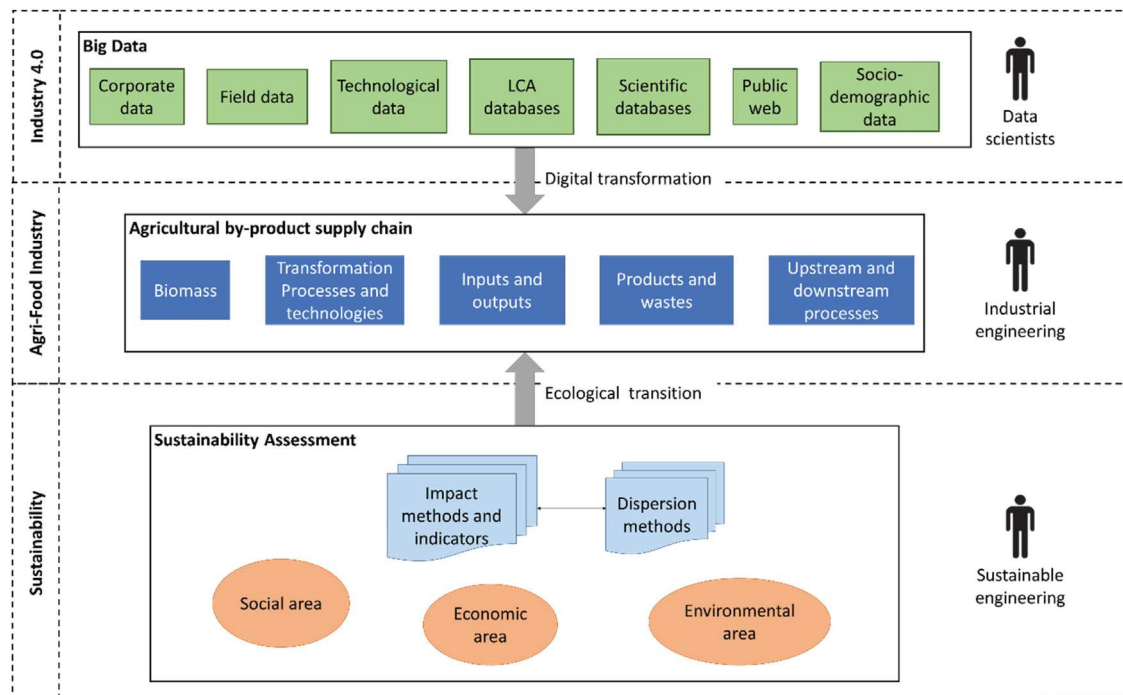 Industry 4.0
Big Data
Corporate
data
Field data
Technological
data
LCA
databases
Scientific
databases
Public
web
Socio-
demographic
data
Data
scientists
Digital transformation
Agri-Food Industry
Agricultural by-product supply chain
Biomass
Transformation
Processes and
technologies
Inputs and
outputs
Products and
wastes
Upstream and
downstream
processes
Industrial
engineering
Ecological transition
Sustainability
Sustainability Assessment
Impact
methods and
indicators
Dispersion
methods
Social area
Economic
area
Environmental
area
Sustainable
engineering